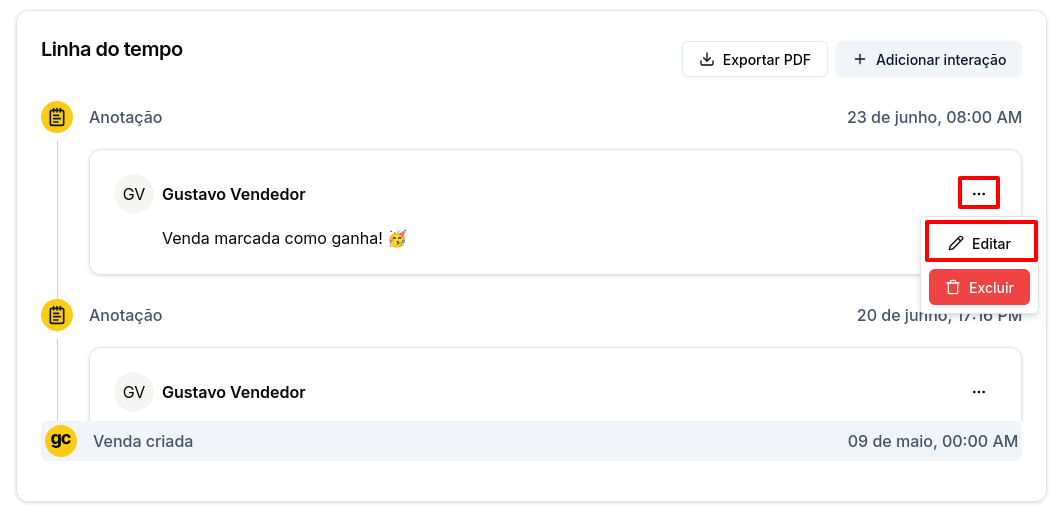 Linha do tempo
Exportar PDF
+ Adicionar interação
Anotação
23 de junho, 08:00 AM
GV
Gustavo Vendedor
...
Venda marcada como ganha! 🥳
Editar
Excluir
Anotação
20 de junho, 17:16 PM
GV
Gustavo Vendedor
...
gc
Venda criada
09 de maio, 00:00 AM